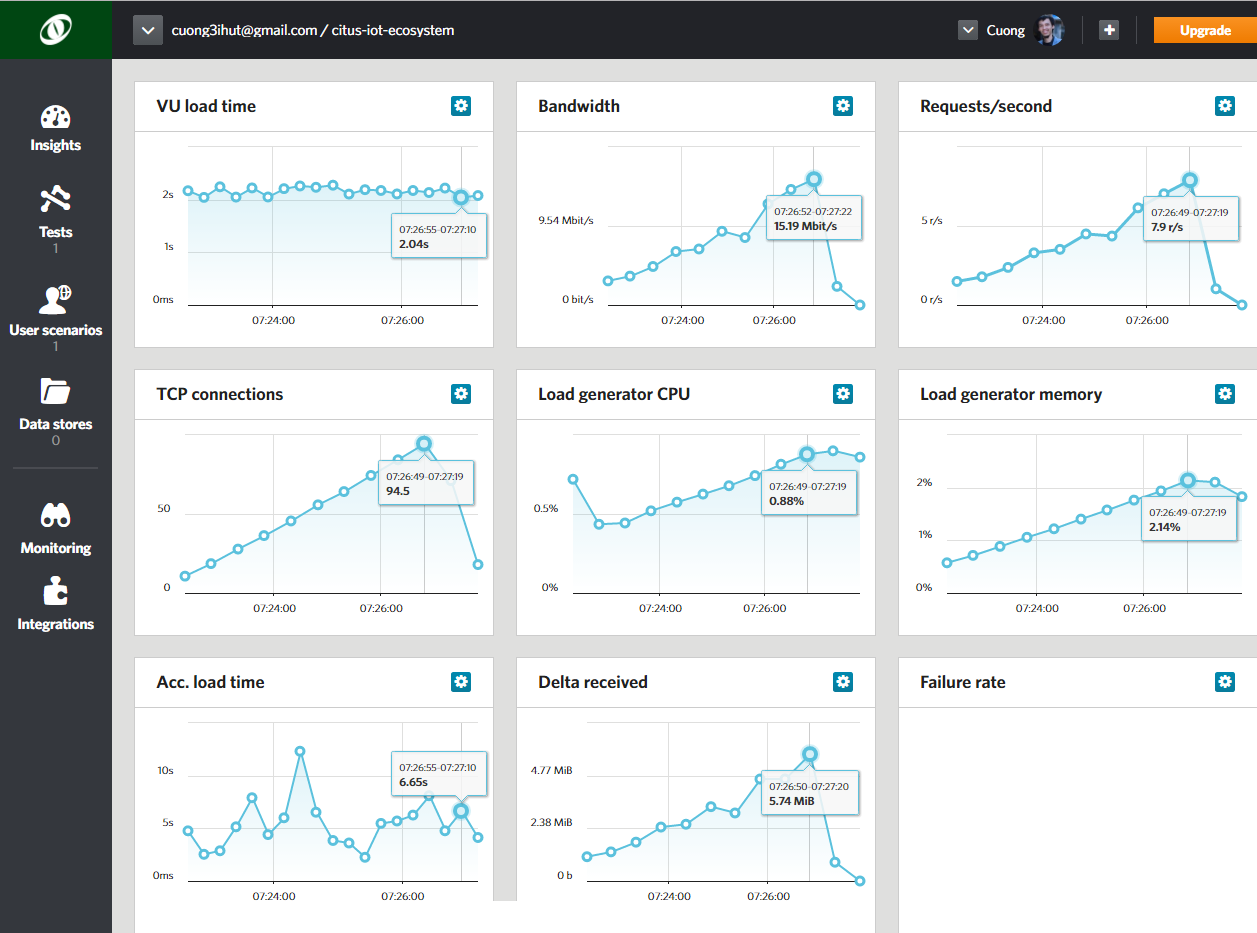 cuong3ihut@gmail.com / citus-iot-ecosystem
Cuong
Upgrade
Insights
Tests
1
User scenarios
1
Data stores
0
Monitoring
Integrations
VU load time
2s
1s
0ms
07:26:55-07:27:10
2.04s
07:24:00
07:26:00
Bandwidth
9.54 Mbit/s
0 bit/s
07:26:52-07:27:22
15.19 Mbit/s
07:24:00
07:26:00
Requests/second
5 r/s
0 r/s
07:26:49-07:27:19
7.9 r/s
07:24:00
07:26:00
TCP connections
50
0
07:26:49-07:27:19
94.5
07:24:00
07:26:00
Load generator CPU
0.5%
0%
07:26:49-07:27:19
0.88%
07:24:00
07:26:00
Load generator memory
2%
1%
0%
07:26:49-07:27:19
2.14%
07:24:00
07:26:00
Acc. load time
10s
5s
0ms
07:26:55-07:27:10
6.65s
07:24:00
07:26:00
Delta received
4.77 MiB
2.38 MiB
0 b
07:26:50-07:27:20
5.74 MiB
07:24:00
07:26:00
Failure rate